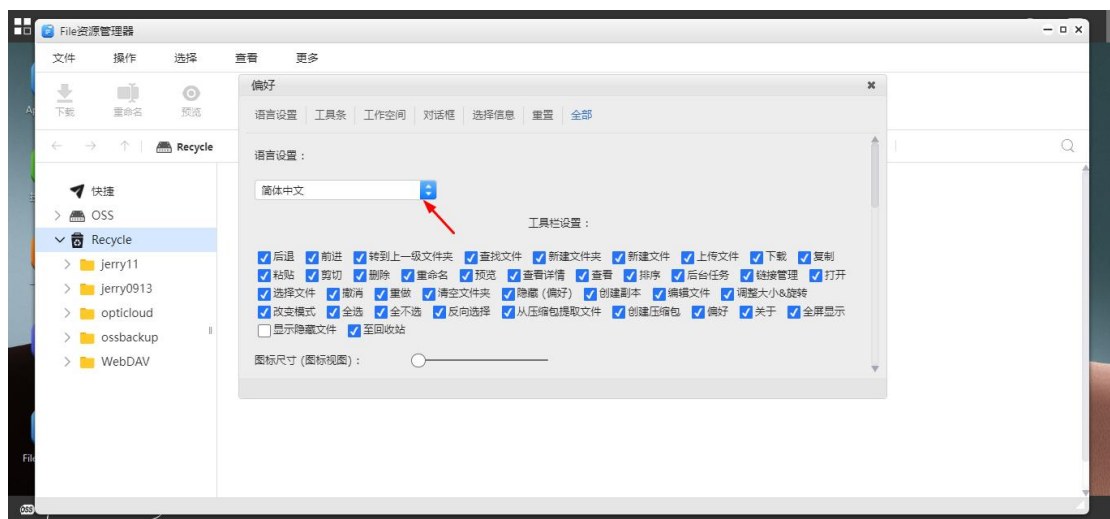 File资源管理器
文件 操作 选择 查看 更多
下载 重命名 预览
偏好
语言设置 工具条 工作空间 对话框 选择信息 重置 全部
Recycle
语言设置：
简体中文
快捷
OSS
Recycle
jerry11
jerry0913
opticloud
ossbackup
WebDAV
工具栏设置：
后退 前进 转到上一级文件夹 查找文件 新建文件夹 新建文件 上传文件 下载 复制
粘贴 剪切 删除 重命名 预览 查看详情 查看 排序 后台任务 链接管理 打开
选择文件 撤消 重做 清空文件夹 隐藏 (偏好) 创建副本 编辑文件 调整大小&旋转
改变模式 全选 全不选 反向选择 从压缩包提取文件 创建压缩包 偏好 关于 全屏显示
显示隐藏文件 至回收站
图标尺寸 (图标视图)：
File
OSS